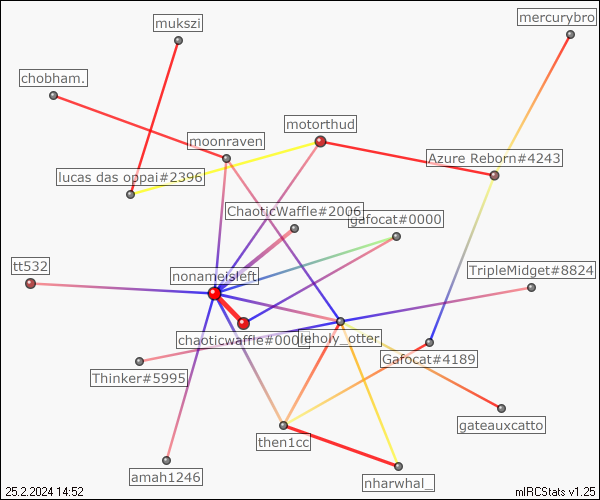 mukszi
mercurybro
chobham.
motorthud
moonraven
Azure Reborn#4243
lucas das oppai#2396
ChaoticWaffle#2006
gafocat#0000
tt532
nonameisleft
TripleMidget#8824
chaoticwaffle#000
leholy_otter
Gafocat#4189
Thinker#5995
gateauxcatto
then1cc
amah1246
nharwhal_
25.2.2024 14:52
mIRCStats v1.25